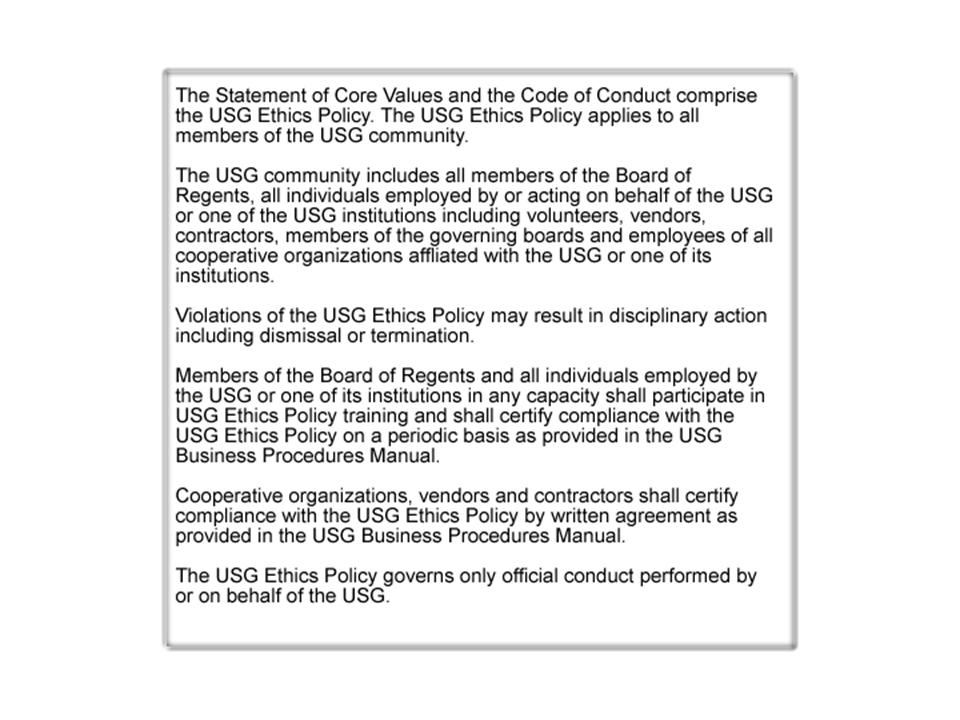 The Statement of Core Values and the Code of Conduct comprise
the USG Ethics Policy. The USG Ethics Policy applies to all
members of the USG community.
The USG community includes all members of the Board of
Regents, all individuals employed by or acting on behalf of the USG
or one of the USG institutions including volunteers, vendors,
contractors, members of the governing boards and employees of all
cooperative organizations affliated with the USG or one of its
institutions.
Violations of the USG Ethics Policy may result in disciplinary action
including dismissal or termination.
Members of the Board of Regents and all individuals employed by
the USG or one of its institutions in any capacity shall participate in
USG Ethics Policy training and shall certify compliance with the
USG Ethics Policy on a periodic basis as provided in the USG
Business Procedures Manual.
Cooperative organizations, vendors and contractors shall certify
compliance with the USG Ethics Policy by written agreement as
provided in the USG Business Procedures Manual.
The USG Ethics Policy governs only official conduct performed by
or on behalf of the USG.